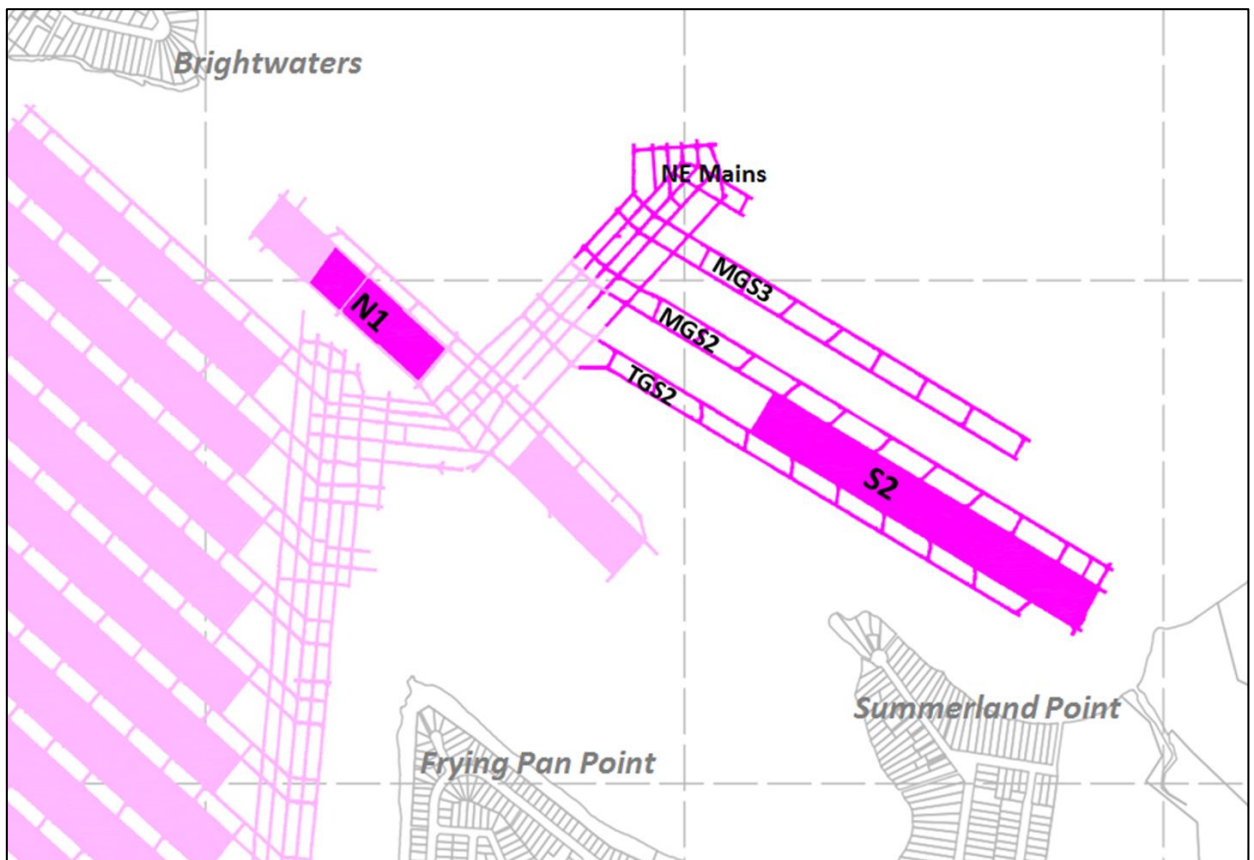 Brightwaters
NE Mains
MGS3
N1
MGS2
TGS2
S2
Summerland Point
Frying Pan Point